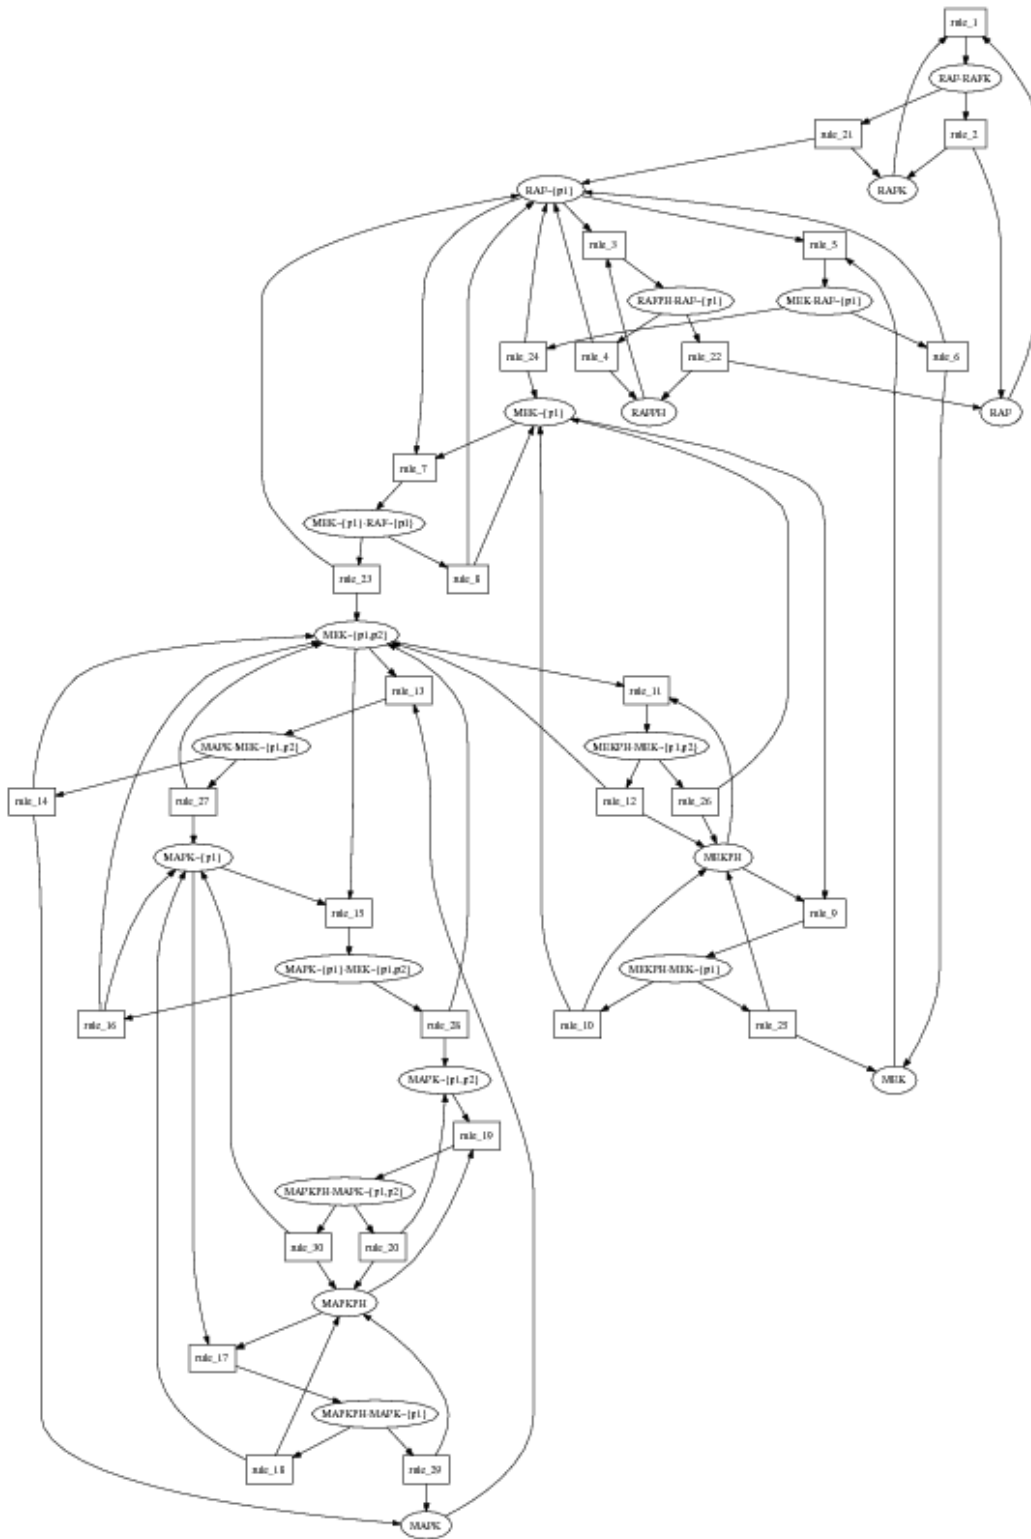 rule_1
RAF-RAFK
rule_21
rule_2
RAF~{p1}
RAFK
rule_3
rule_5
RAFPH-RAF~{p1}
MEK-RAF~{p1}
rule_24
rule_4
rule_22
rule_6
MEK~{p1}
RAFPH
RAF
rule_7
MEK~{p1}-RAF~{p1}
rule_23
rule_8
MEK~{p1,p2}
rule_13
rule_11
MAPK-MEK~{p1,p2}
MEKPH-MEK~{p1,p2}
rule_14
rule_27
rule_12
rule_26
MAPK~{p1}
MEKPH
rule_15
rule_9
MAPK~{p1}-MEK~{p1,p2}
MEKPH-MEK~{p1}
rule_16
rule_28
rule_10
rule_25
MAPK~{p1,p2}
MEK
rule_19
MAPKPH-MAPK~{p1,p2}
rule_30
rule_20
MAPKPH
rule_17
MAPKPH-MAPK~{p1}
rule_18
rule_29
MAPK